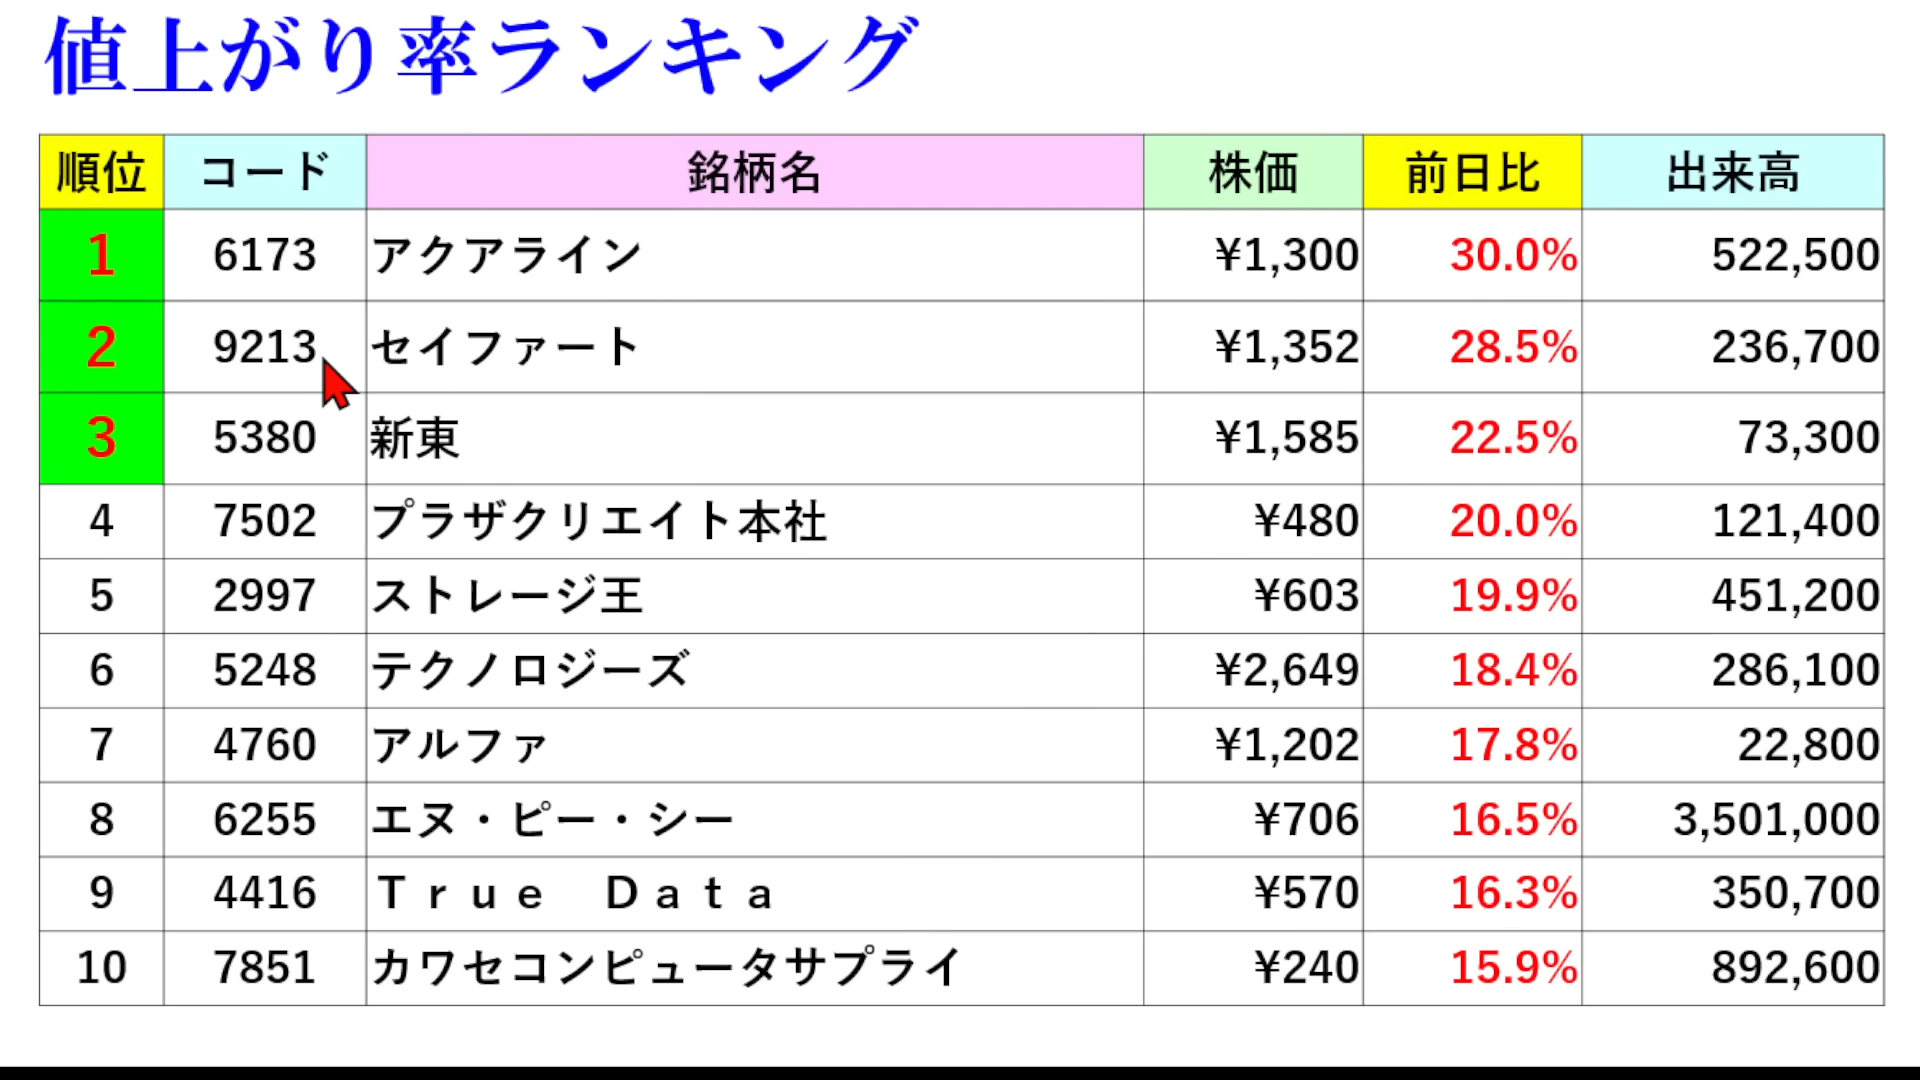 値上がり率ランキング
順位 コード 銘柄名 株価 前日比 出来高
1 6173 アクアライン ¥1,300 30.0% 522,500
2 9213 セイファート ¥1,352 28.5% 236,700
3 5380 新東 ¥1,585 22.5% 73,300
4 7502 プラザクリエイト本社 ¥480 20.0% 121,400
5 2997 ストレージ王 ¥603 19.9% 451,200
6 5248 テクノロジーズ ¥2,649 18.4% 286,100
7 4760 アルファ ¥1,202 17.8% 22,800
8 6255 エヌ・ピー・シー ¥706 16.5% 3,501,000
9 4416 Ｔｒｕｅ　Ｄａｔａ ¥570 16.3% 350,700
10 7851 カワセコンピュータサプライ ¥240 15.9% 892,600